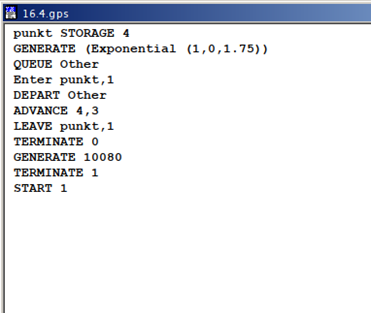 16.4.gps
punkt STORAGE 4
GENERATE (Exponential (1,0,1.75))
QUEUE Other
Enter punkt,1
DEPART Other
ADVANCE 4,3
LEAVE punkt,1
TERMINATE 0
GENERATE 10080
TERMINATE 1
START 1